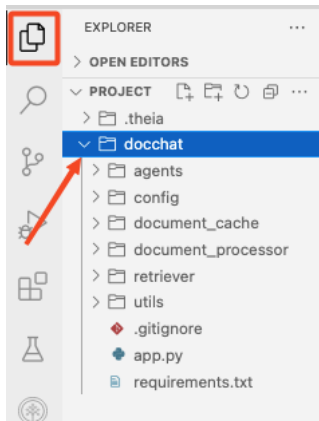 EXPLORER
OPEN EDITORS
PROJECT
.theia
docchat
agents
config
document_cache
document_processor
retriever
utils
.gitignore
app.py
requirements.txt